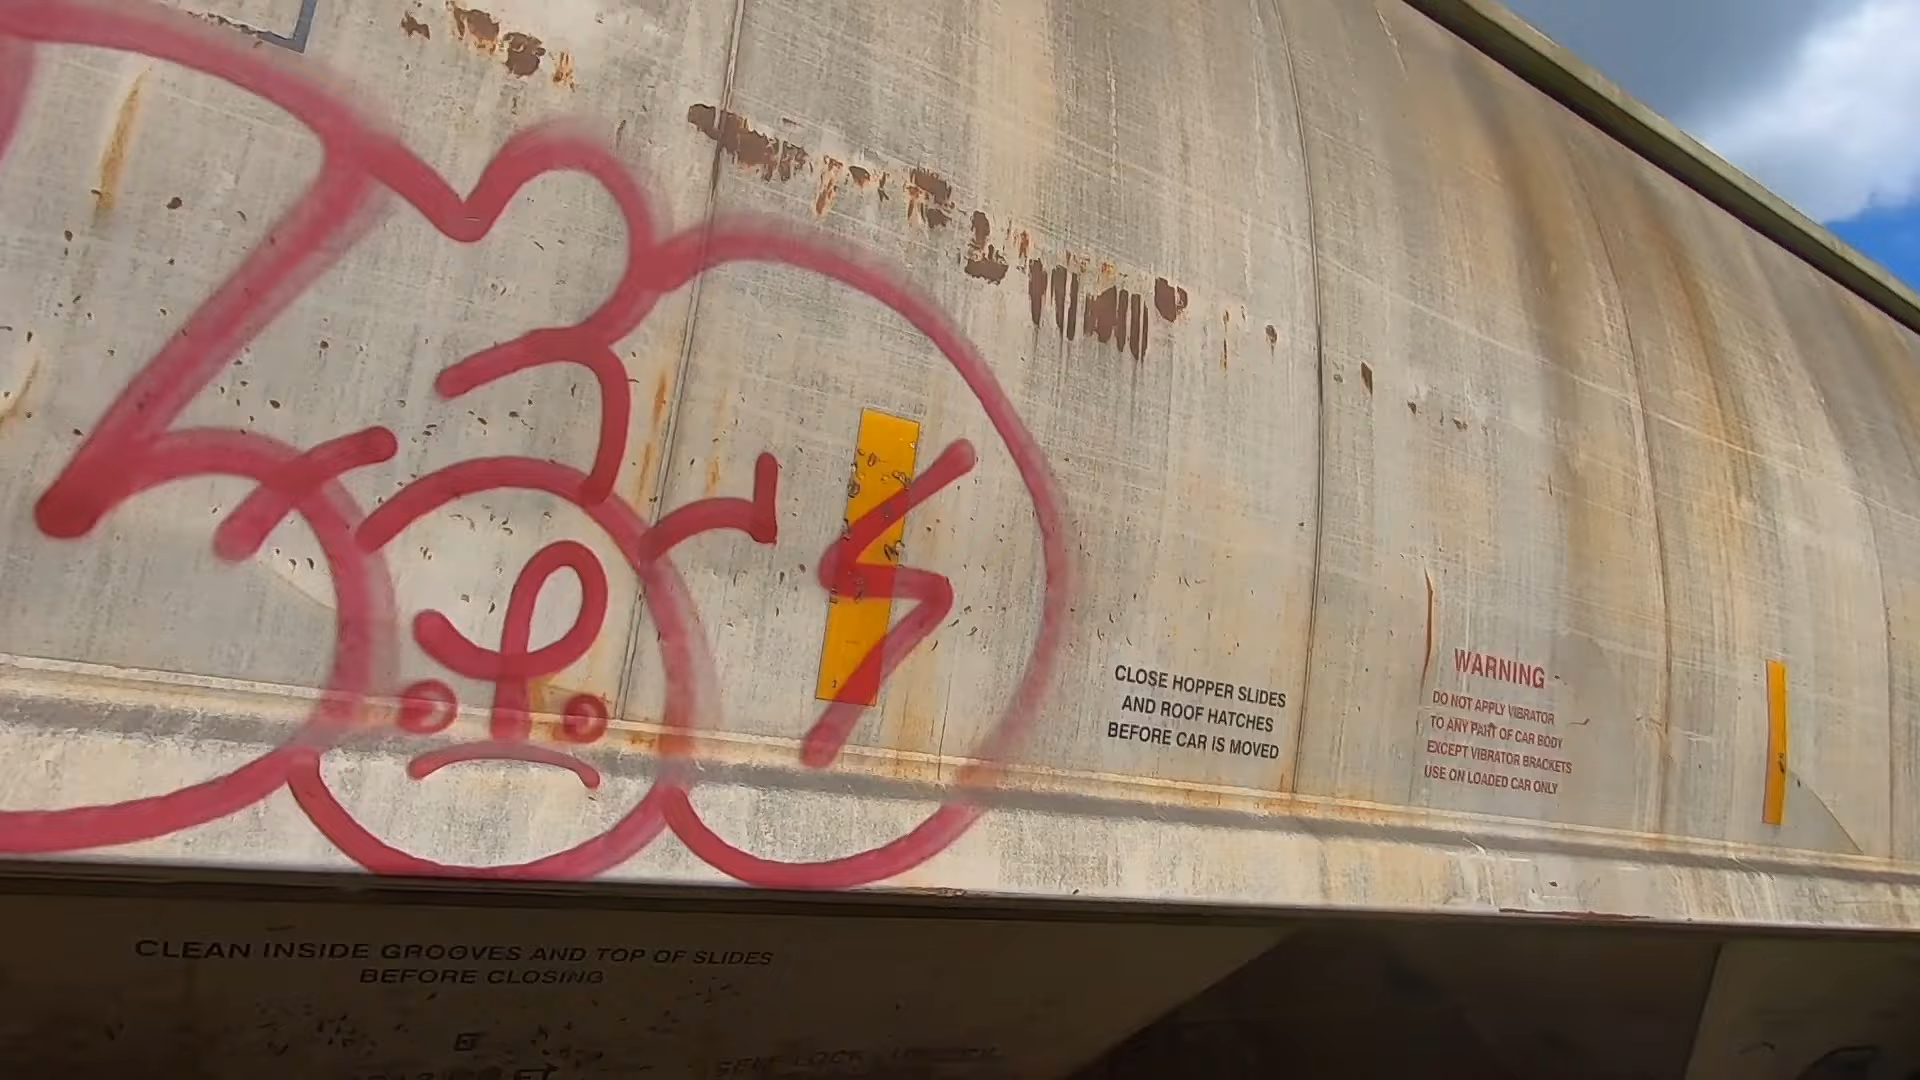 CLOSE HOPPER SLIDES
AND ROOF HATCHES
BEFORE CAR IS MOVED
WARNING
DO NOT APPLY VIBRATOR
TO ANY PART OF CAR BODY
EXCEPT VIBRATOR BRACKETS
USE ON LOADED CAR ONLY
CLEAN INSIDE GROOVES AND TOP OF SLIDES
BEFORE CLOSING